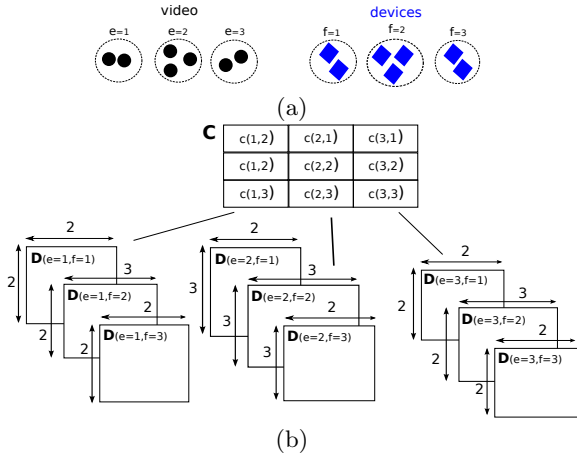 video devices
e=1 e=2 e=3 f=1 f=2 f=3
(a)
C
c(1,2) c(2,1) c(3,1)
c(1,2) c(2,2) c(3,2)
c(1,3) c(2,3) c(3,3)
2 2 2
D(e=1,f=1) D(e=2,f=1) D(e=3,f=1)
2 3 2
3 3 3
D(e=1,f=2) D(e=2,f=2) D(e=3,f=2)
2 3 2
2 2 2
D(e=1,f=3) D(e=2,f=3) D(e=3,f=3)
2 3 2
(b)